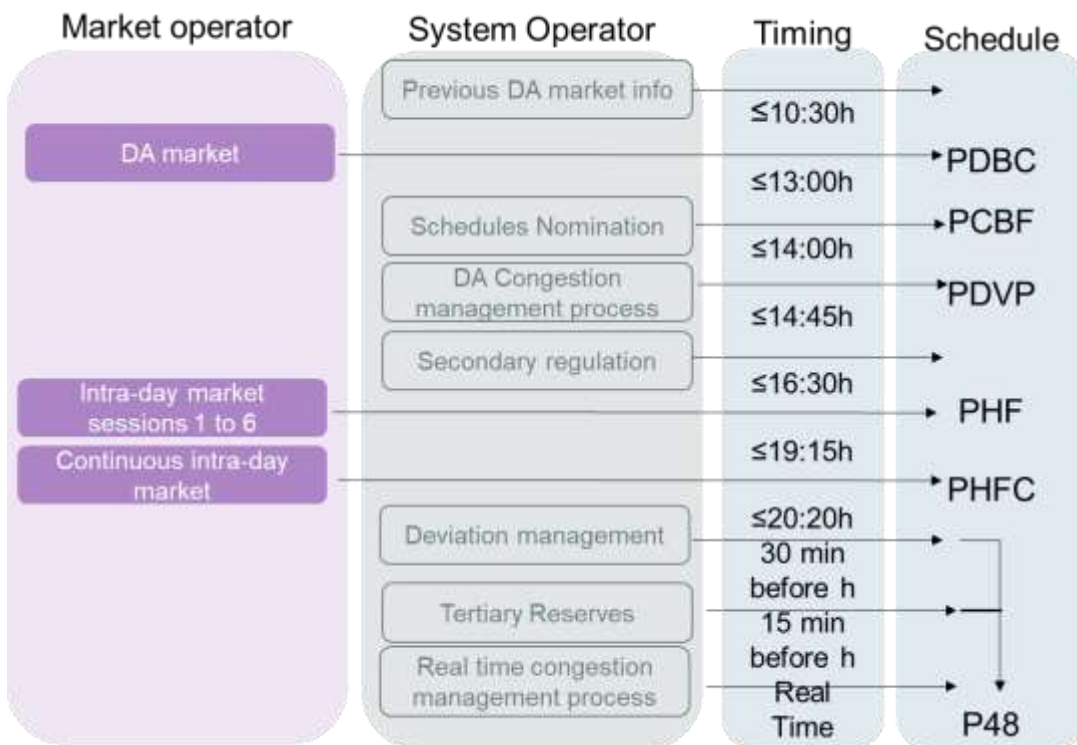 Market operator
System Operator
Timing
Schedule
Previous DA market info
≤10:30h
DA market
PDBC
≤13:00h
Schedules Nomination
PCBF
≤14:00h
DA Congestion
management process
PDVP
≤14:45h
Secondary regulation
≤16:30h
Intra-day market
sessions 1 to 6
PHF
≤19:15h
Continuous intra-day
market
PHFC
≤20:20h
Deviation management
30 min
before h
Tertiary Reserves
15 min
before h
Real time congestion
management process
Real
Time
P48